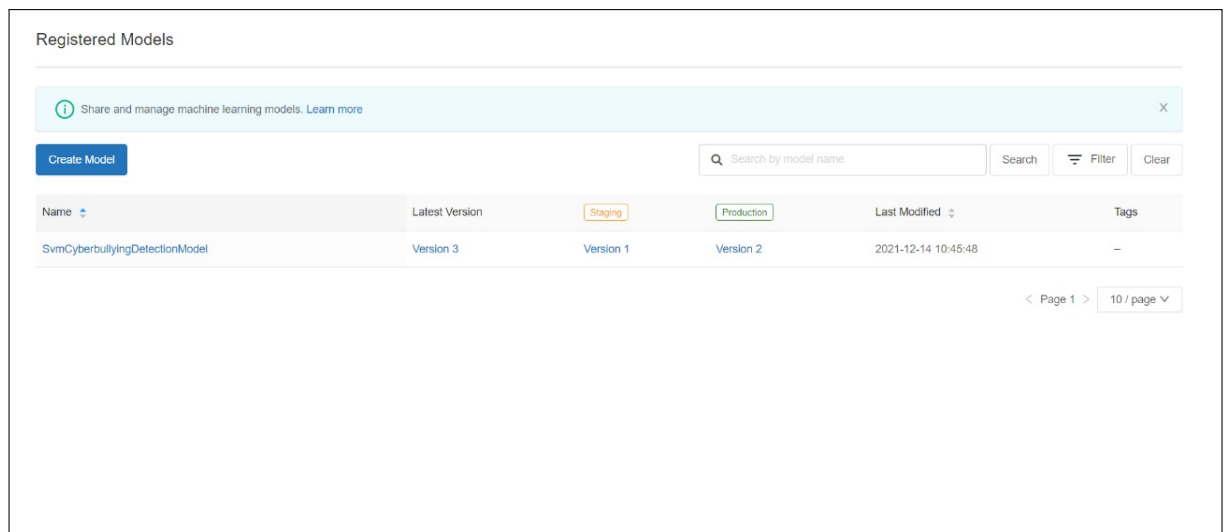 Registered Models
Share and manage machine learning models. Learn more X
Create Model Search by model name Search Filter Clear
Name Latest Version Staging Production Last Modified Tags
SvmCyberbullyingDetectionModel Version 3 Version 1 Version 2 2021-12-14 10:45:48 –
< Page 1 > 10 / page